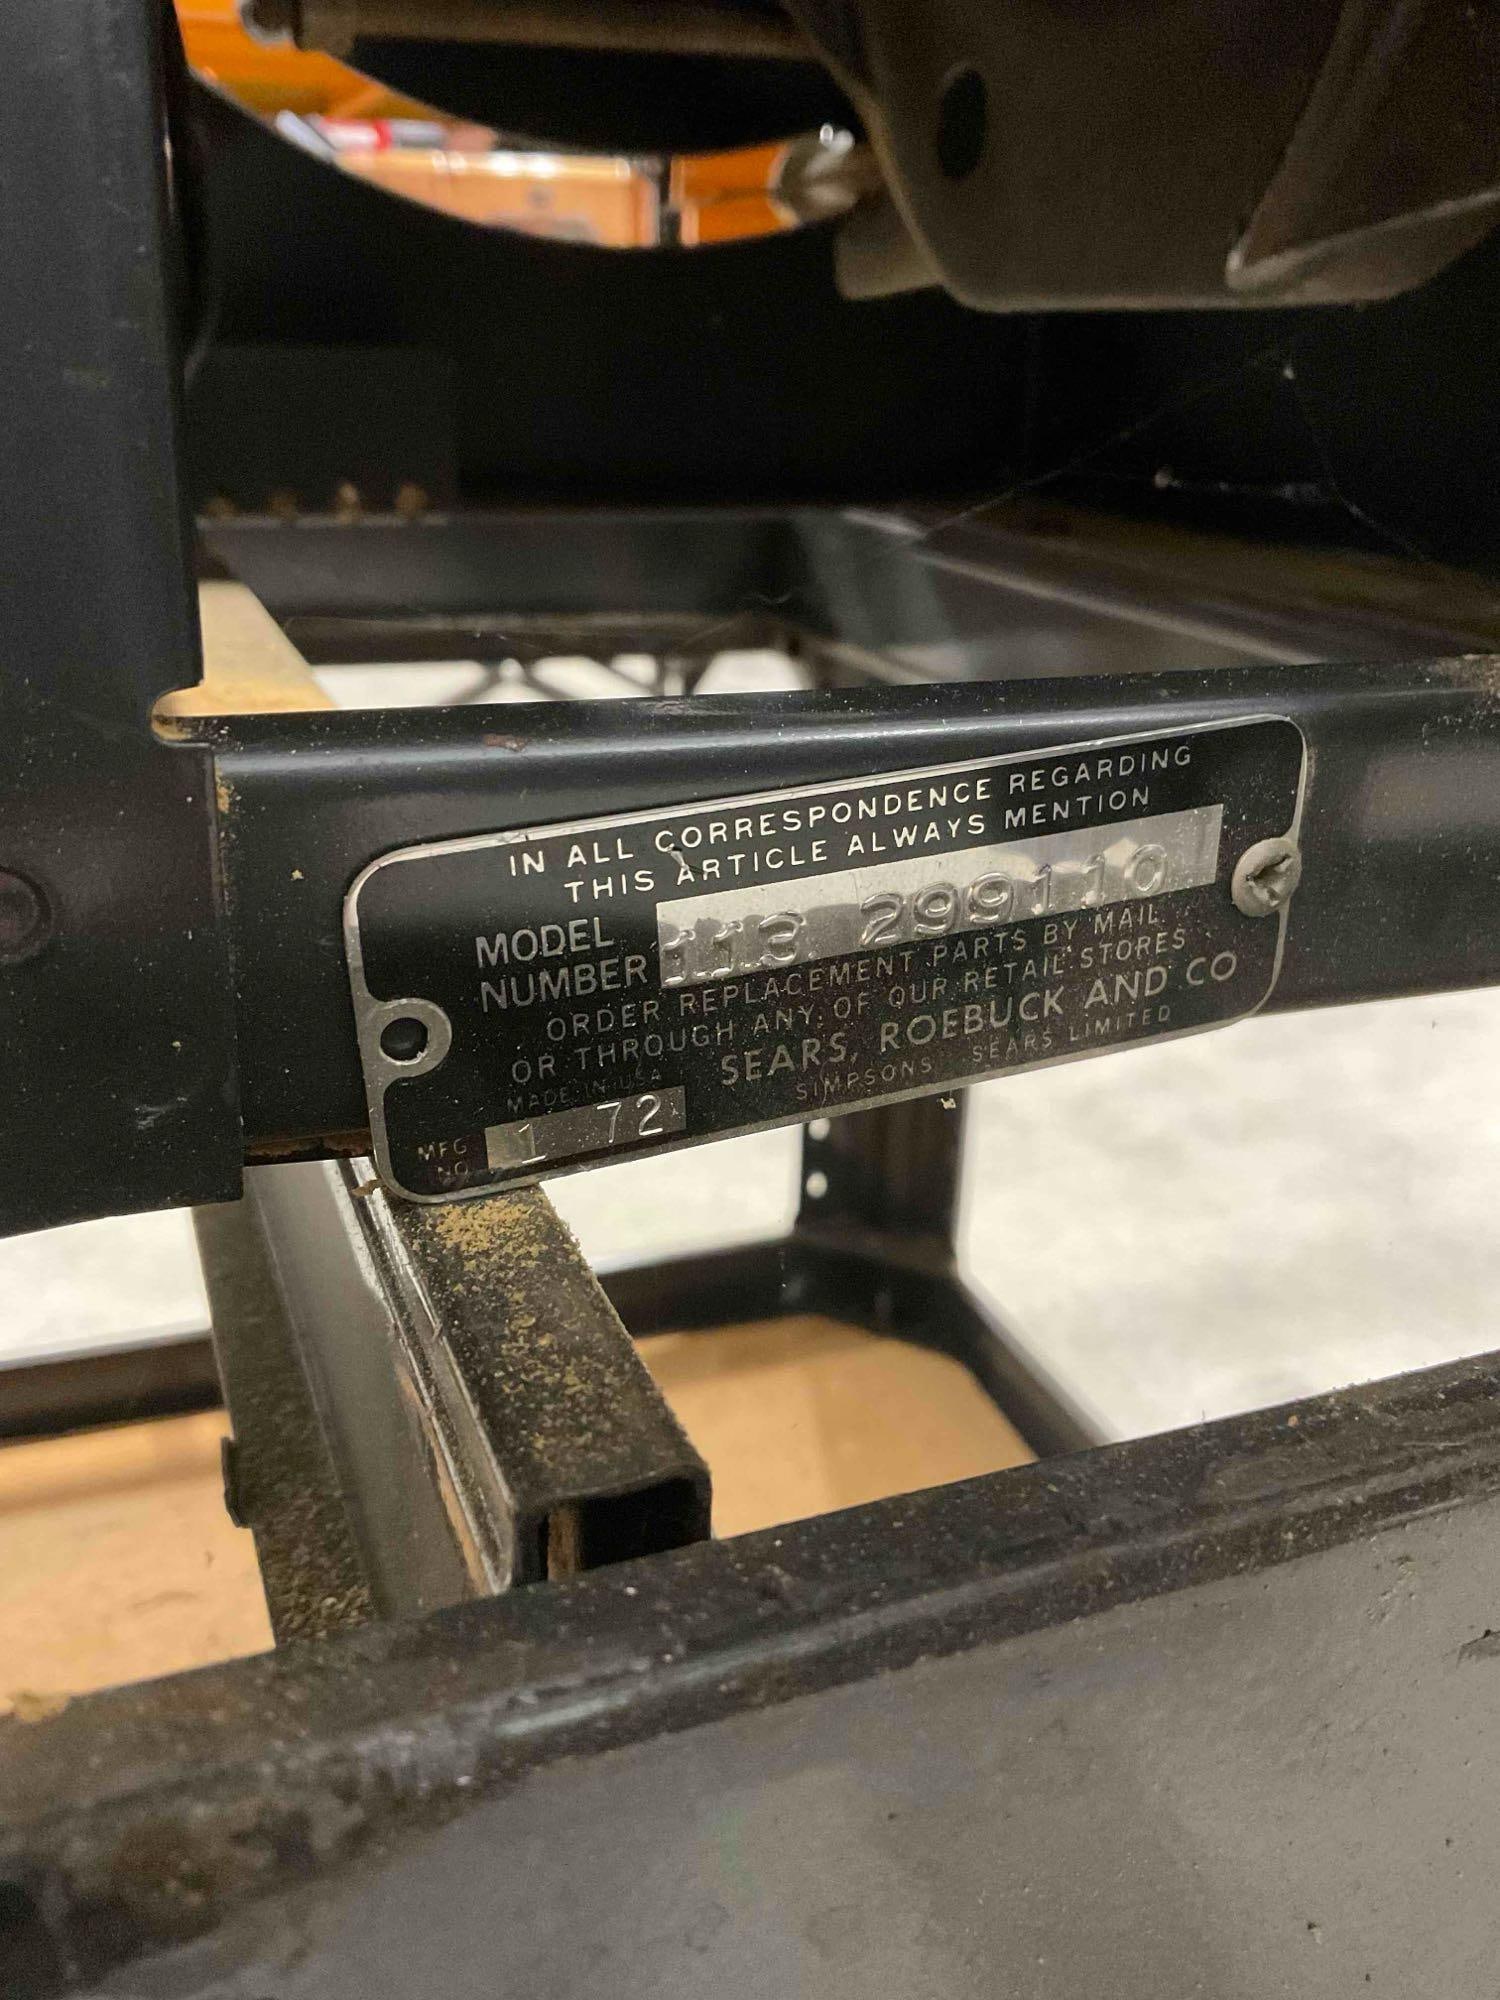 IN ALL CORRESPONDENCE REGARDING
THIS ARTICLE ALWAYS MENTION
MODEL
NUMBER 113 299110
ORDER REPLACEMENT PARTS BY MAIL
OR THROUGH ANY OF OUR RETAIL STORES
SEARS, ROEBUCK AND CO
SIMPSONS SEARS LIMITED
MADE IN USA
MFG
NO 1 72